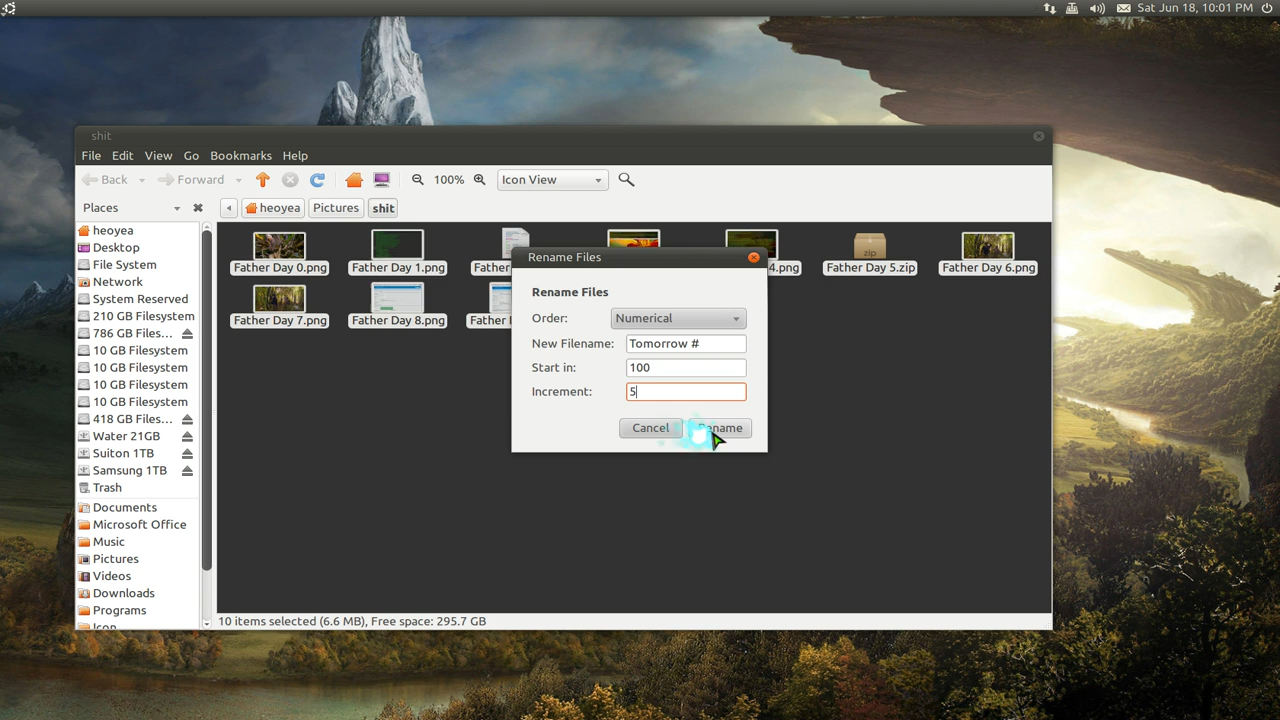 Sat Jun 18, 10:01 PM
shit
File Edit View Go Bookmarks Help
Back Forward 100% Icon View
Places heoyea Pictures shit
heoyea
Desktop
File System
Network
System Reserved
210 GB Filesystem
786 GB Files...
10 GB Filesystem
10 GB Filesystem
10 GB Filesystem
10 GB Filesystem
418 GB Files...
Water 21GB
Suiton 1TB
Samsung 1TB
Trash
Documents
Microsoft Office
Music
Pictures
Videos
Downloads
Programs
Icon
zip
Father Day 0.png Father Day 1.png Father 4.png Father Day 5.zip Father Day 6.png
Father Day 7.png Father Day 8.png Father
Rename Files
Rename Files
Order: Numerical
New Filename: Tomorrow #
Start in: 100
Increment: 5
Cancel Rename
10 items selected (6.6 MB), Free space: 295.7 GB